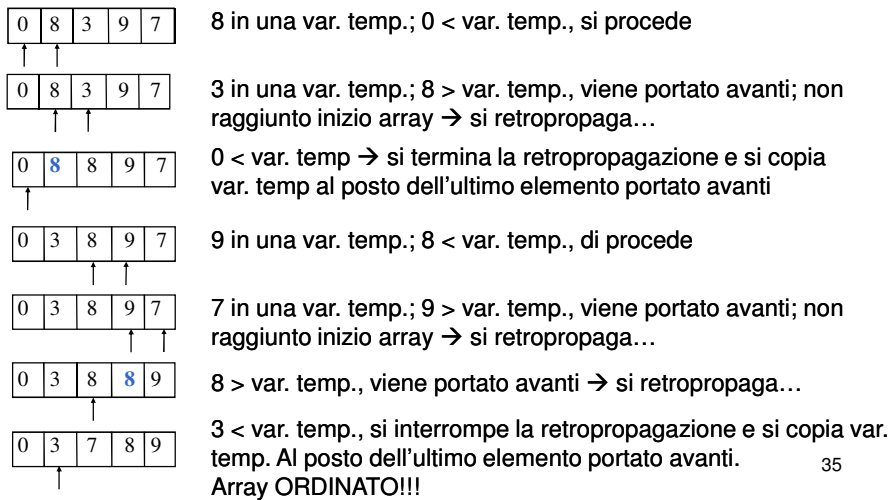 0 8 3 9 7
8 in una var. temp.; 0 < var. temp., si procede
0 8 3 9 7
3 in una var. temp.; 8 > var. temp., viene portato avanti; non
raggiunto inizio array → si retropropaga…
0 8 8 9 7
0 < var. temp → si termina la retropropagazione e si copia
var. temp al posto dell'ultimo elemento portato avanti
0 3 8 9 7
9 in una var. temp.; 8 < var. temp., di procede
0 3 8 9 7
7 in una var. temp.; 9 > var. temp., viene portato avanti; non
raggiunto inizio array → si retropropaga…
0 3 8 8 9
8 > var. temp., viene portato avanti → si retropropaga…
0 3 7 8 9
3 < var. temp., si interrompe la retropropagazione e si copia var.
temp. Al posto dell'ultimo elemento portato avanti.
Array ORDINATO!!!
35